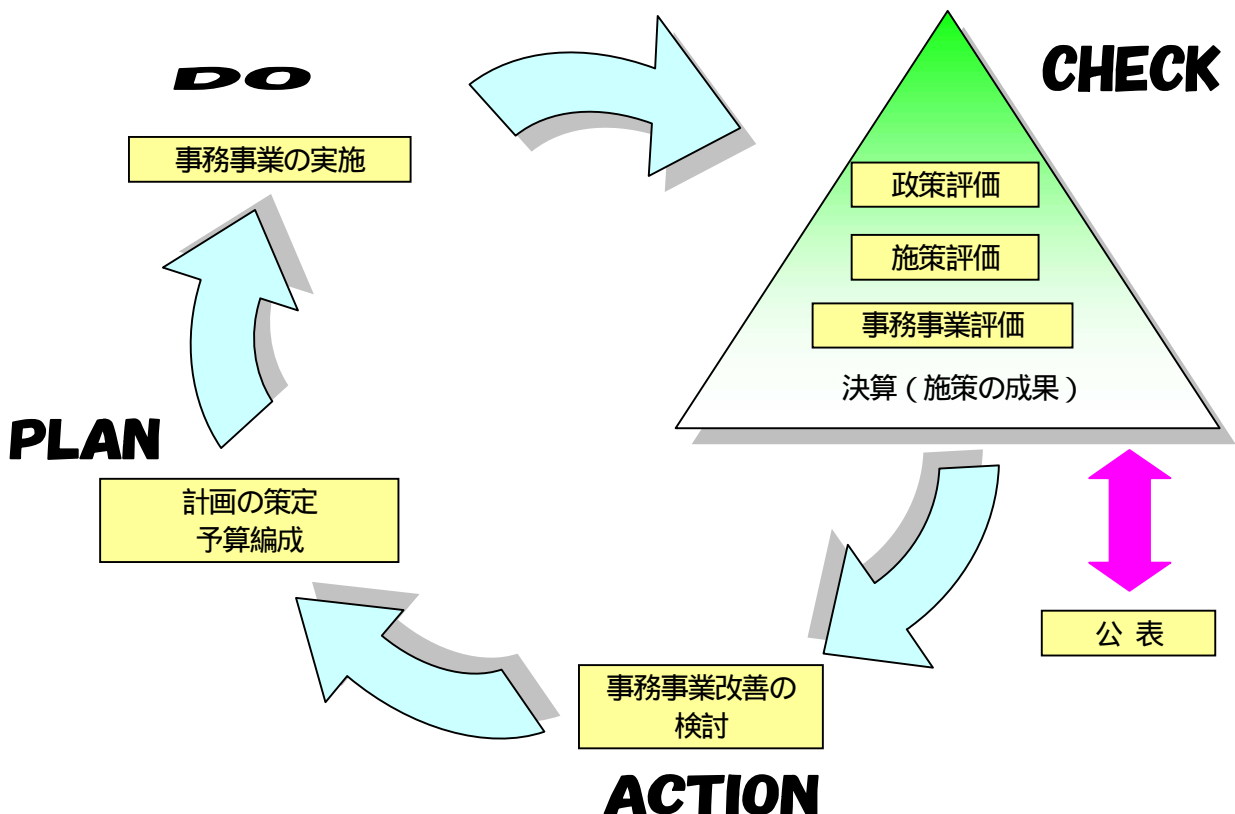 DO
事務事業の実施
CHECK
政策評価
施策評価
事務事業評価
決算（施策の成果）
PLAN
計画の策定
予算編成
公 表
事務事業改善の
検討
ACTION